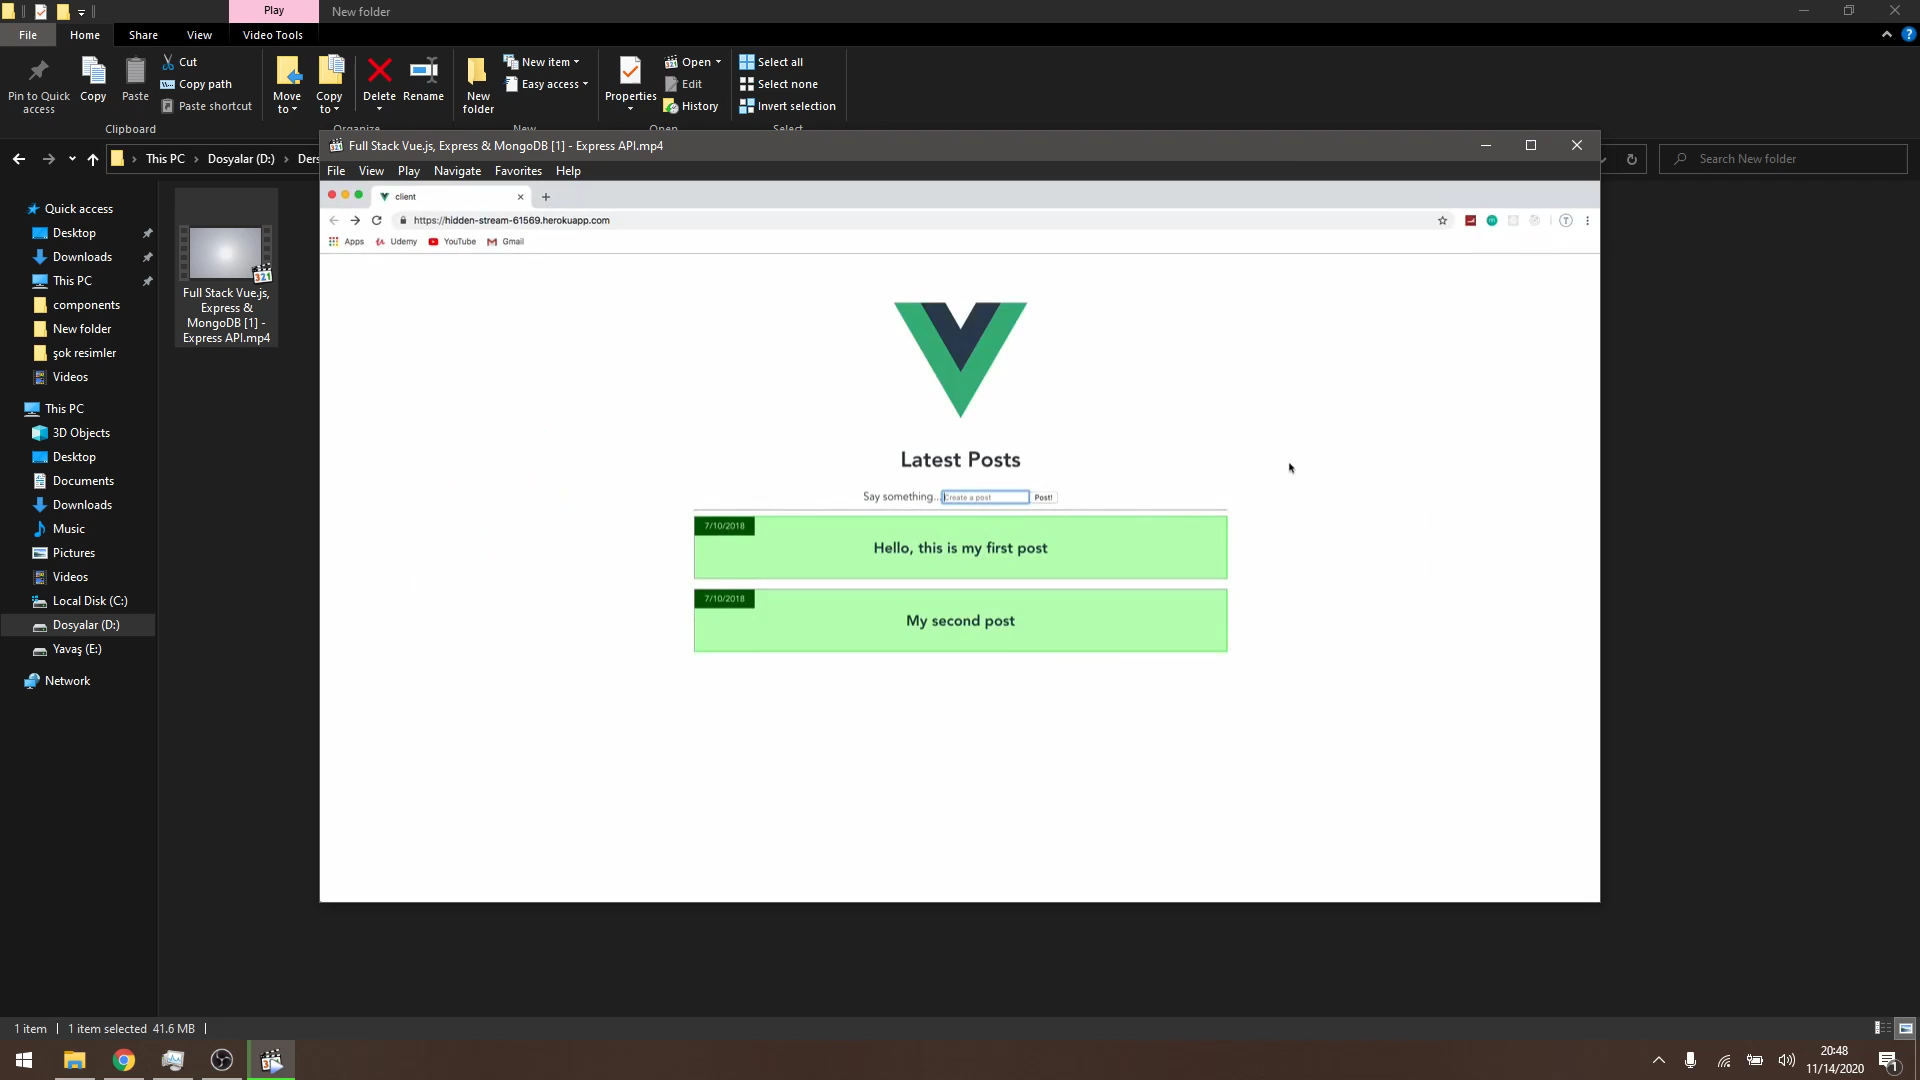 Play
New folder
File
Home
Share
View
Video Tools
Pin to Quick
access
Copy
Paste
Cut
Copy path
Paste shortcut
Clipboard
Move
to
Copy
to
Delete
Rename
Organize
New
folder
New item
Easy access
New
Properties
Open
Edit
History
Open
Select all
Select none
Invert selection
Select
This PC
Dosyalar (D:)
Ders
Search New folder
Quick access
Desktop
Downloads
This PC
components
New folder
şok resimler
Videos
This PC
3D Objects
Desktop
Documents
Downloads
Music
Pictures
Videos
Local Disk (C:)
Dosyalar (D:)
Yavaş (E:)
Network
321
Full Stack Vue.js,
Express &
MongoDB [1] -
Express API.mp4
Full Stack Vue.js, Express & MongoDB [1] - Express API.mp4
File
View
Play
Navigate
Favorites
Help
client
https://hidden-stream-61569.herokuapp.com
T
Apps
Udemy
YouTube
Gmail
Latest Posts
Say something...
Create a post
Post!
7/10/2018
Hello, this is my first post
7/10/2018
My second post
1 item
1 item selected 41.6 MB
20:48
11/14/2020
1